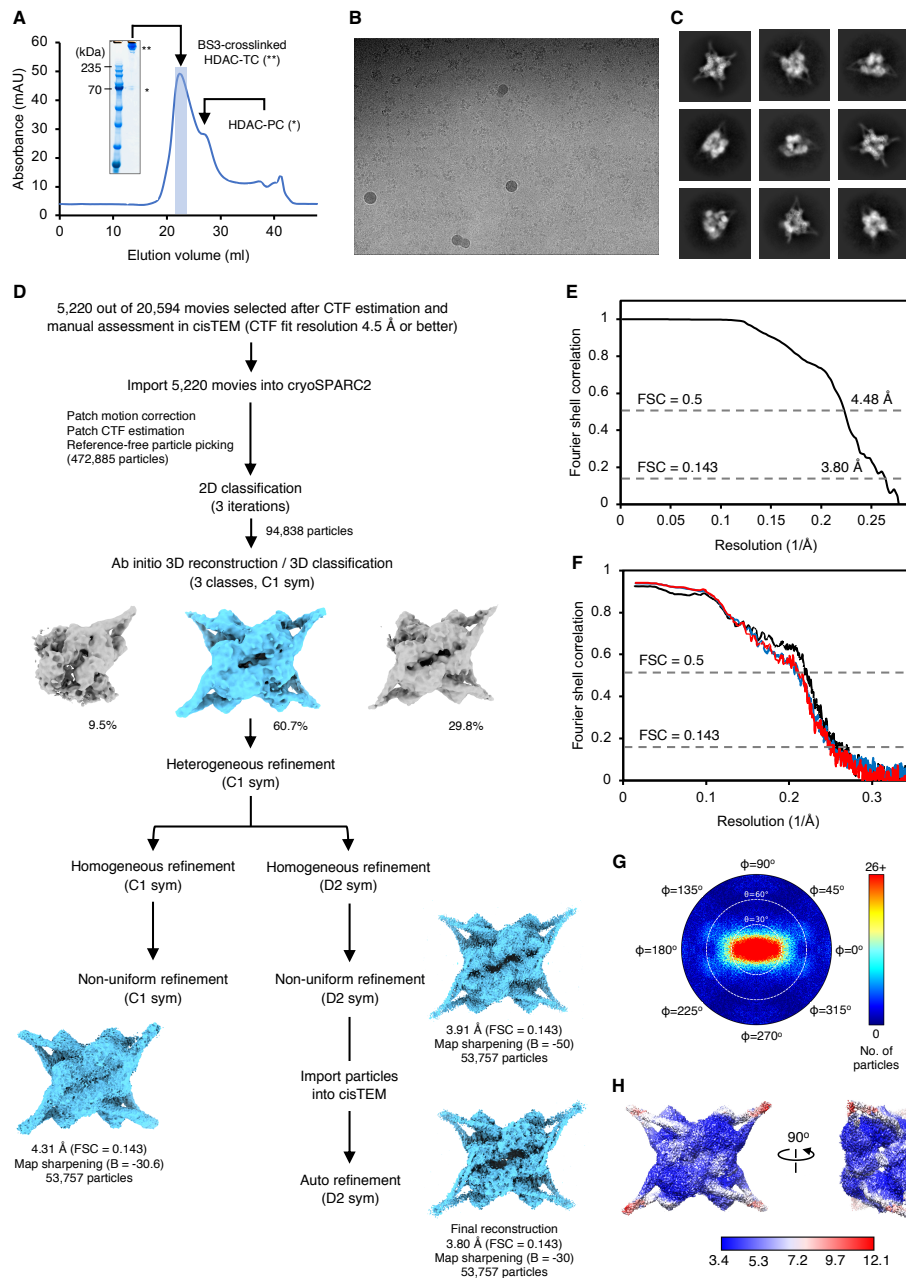 A
60
50
40
30
20
10
0
Absorbance (mAU)
0
10
20
30
40
Elution volume (ml)
(kDa)
235
70
**
*
BS3-crosslinked
HDAC-TC (**)
HDAC-PC (*)
B
C
D
5,220 out of 20,594 movies selected after CTF estimation and
manual assessment in cisTEM (CTF fit resolution 4.5 Å or better)
Import 5,220 movies into cryoSPARC2
Patch motion correction
Patch CTF estimation
Reference-free particle picking
(472,885 particles)
2D classification
(3 iterations)
94,838 particles
Ab initio 3D reconstruction / 3D classification
(3 classes, C1 sym)
9.5%
60.7%
29.8%
Heterogeneous refinement
(C1 sym)
Homogeneous refinement
(C1 sym)
Homogeneous refinement
(D2 sym)
Non-uniform refinement
(C1 sym)
Non-uniform refinement
(D2 sym)
4.31 Å (FSC = 0.143)
Map sharpening (B = -30.6)
53,757 particles
3.91 Å (FSC = 0.143)
Map sharpening (B = -50)
53,757 particles
Import particles
into cisTEM
Auto refinement
(D2 sym)
Final reconstruction
3.80 Å (FSC = 0.143)
Map sharpening (B = -30)
53,757 particles
E
1
0.8
0.6
0.4
0.2
0
Fourier shell correlation
FSC = 0.5
4.48 Å
FSC = 0.143
3.80 Å
0
0.05
0.1
0.15
0.2
0.25
Resolution (1/Å)
F
1
0.8
0.6
0.4
0.2
0
Fourier shell correlation
FSC = 0.5
FSC = 0.143
0
0.1
0.2
0.3
Resolution (1/Å)
G
ϕ=90º
ϕ=135º
ϕ=45º
θ=60º
θ=30º
ϕ=180º
ϕ=0º
ϕ=225º
ϕ=315º
ϕ=270º
26+
0
No. of
particles
H
90º
3.4
5.3
7.2
9.7
12.1